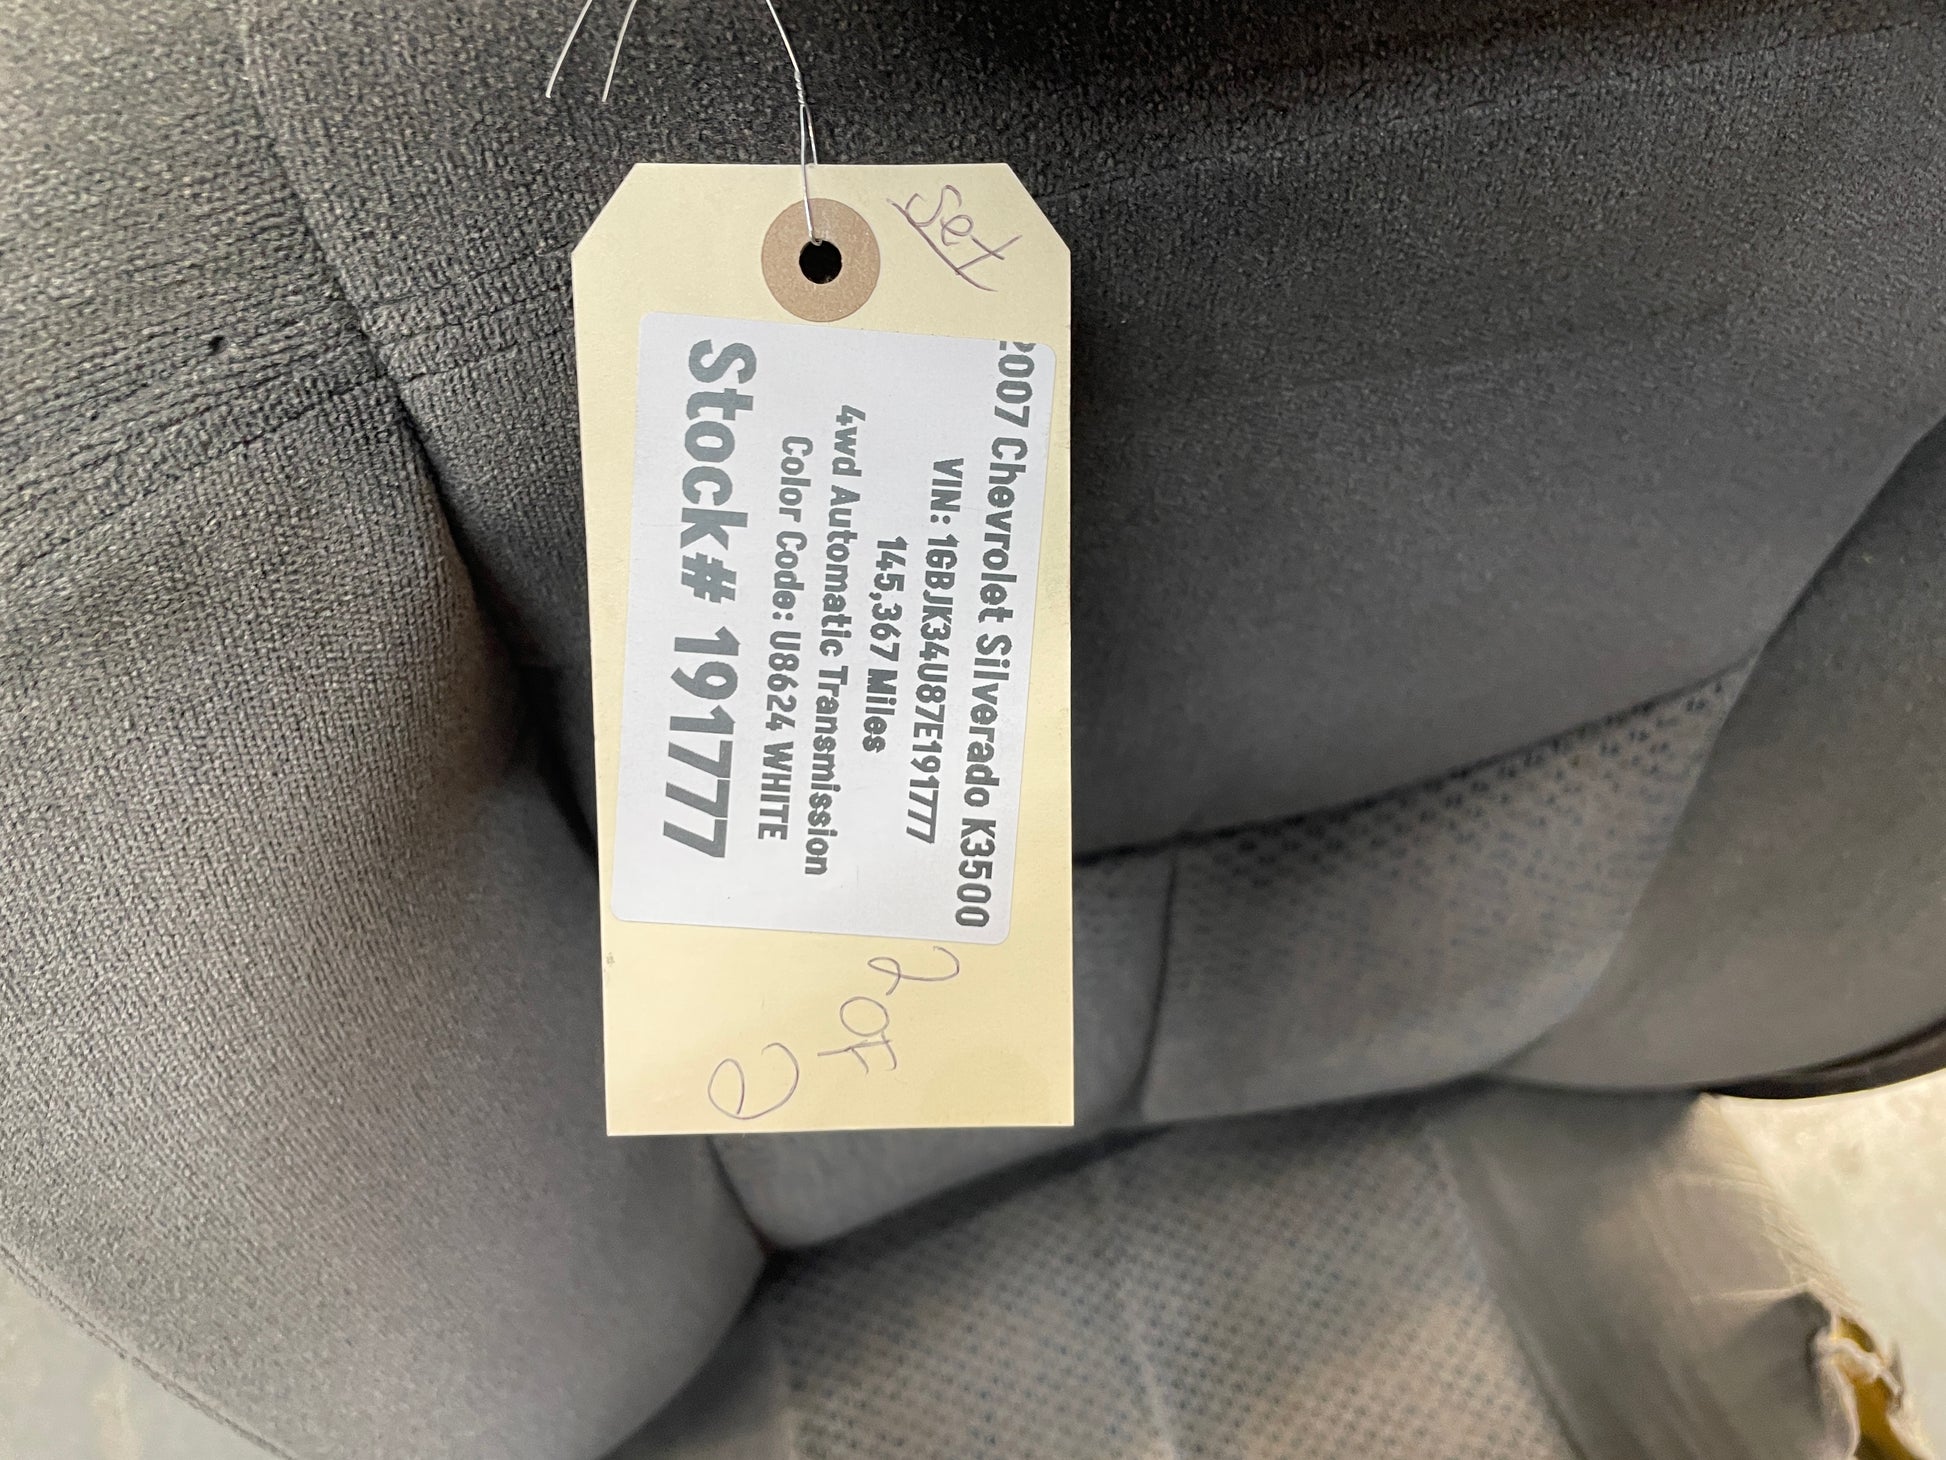 Set
2007 Chevrolet Silverado K3500
VIN: 1GBJK34U87E191777
145,367 Miles
4wd Automatic Transmission
Color Code: U8624 WHITE
Stock# 191777
2 OF
2